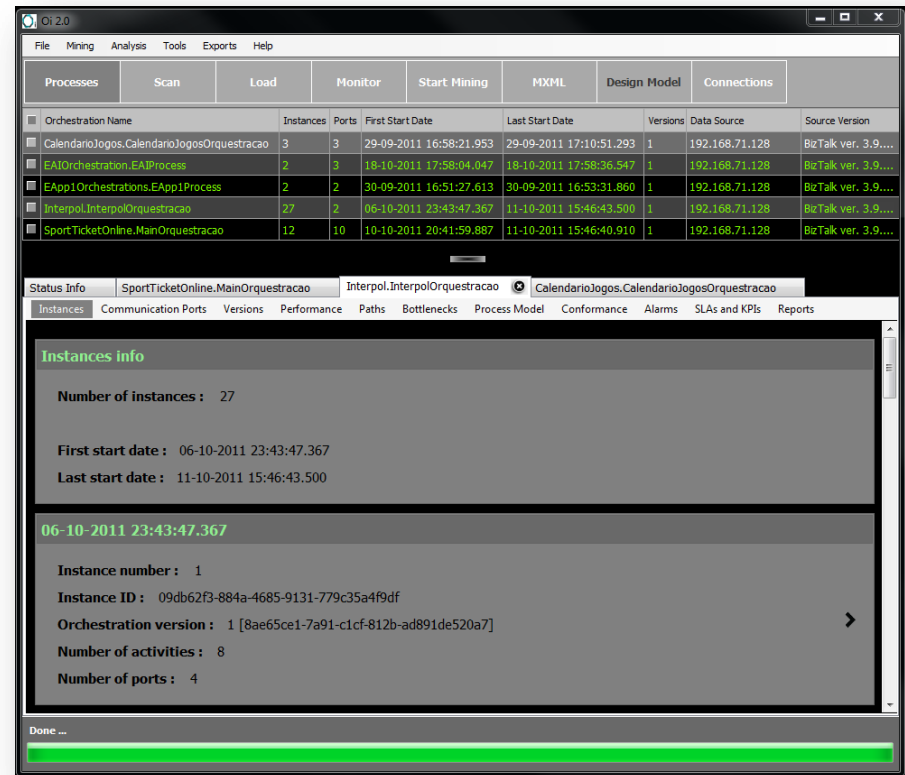 Oi 2.0
File Mining Analysis Tools Exports Help
Processes Scan Load Monitor Start Mining MXML Design Model Connections
Orchestration Name Instances Ports First Start Date Last Start Date Versions Data Source Source Version
CalendarioJogos.CalendarioJogosOrquestracao 3 3 29-09-2011 16:58:21.953 29-09-2011 17:10:51.293 1 192.168.71.128 BizTalk ver. 3.9....
EAIOrchestration.EAIProcess 2 3 18-10-2011 17:58:04.047 18-10-2011 17:58:36.547 1 192.168.71.128 BizTalk ver. 3.9....
EApp1Orchestrations.EApp1Process 2 2 30-09-2011 16:51:27.613 30-09-2011 16:53:31.860 1 192.168.71.128 BizTalk ver. 3.9....
Interpol.InterpolOrquestracao 27 2 06-10-2011 23:43:47.367 11-10-2011 15:46:43.500 1 192.168.71.128 BizTalk ver. 3.9....
SportTicketOnline.MainOrquestracao 12 10 10-10-2011 20:41:59.887 11-10-2011 15:46:40.910 1 192.168.71.128 BizTalk ver. 3.9....
Status Info SportTicketOnline.MainOrquestracao Interpol.InterpolOrquestracao CalendarioJogos.CalendarioJogosOrquestracao
Instances Communication Ports Versions Performance Paths Bottlenecks Process Model Conformance Alarms SLAs and KPIs Reports
Instances info
Number of instances : 27
First start date : 06-10-2011 23:43:47.367
Last start date : 11-10-2011 15:46:43.500
06-10-2011 23:43:47.367
Instance number : 1
Instance ID : 09db62f3-884a-4685-9131-779c35a4f9df
Orchestration version : 1 [8ae65ce1-7a91-c1cf-812b-ad891de520a7]
Number of activities : 8
Number of ports : 4
Done ...